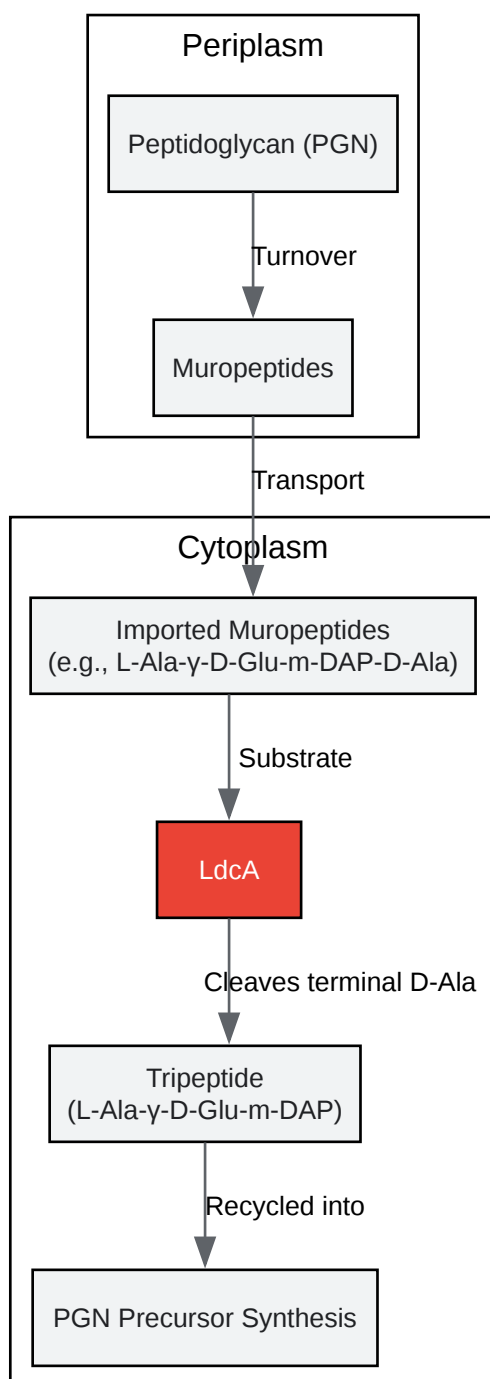 Periplasm
Peptidoglycan (PGN)
Turnover
Muropeptides
Transport
Cytoplasm
Imported Muropeptides
(e.g., L-Ala-γ-D-Glu-m-DAP-D-Ala)
Substrate
LdcA
Cleaves terminal D-Ala
Tripeptide
(L-Ala-γ-D-Glu-m-DAP)
Recycled into
PGN Precursor Synthesis